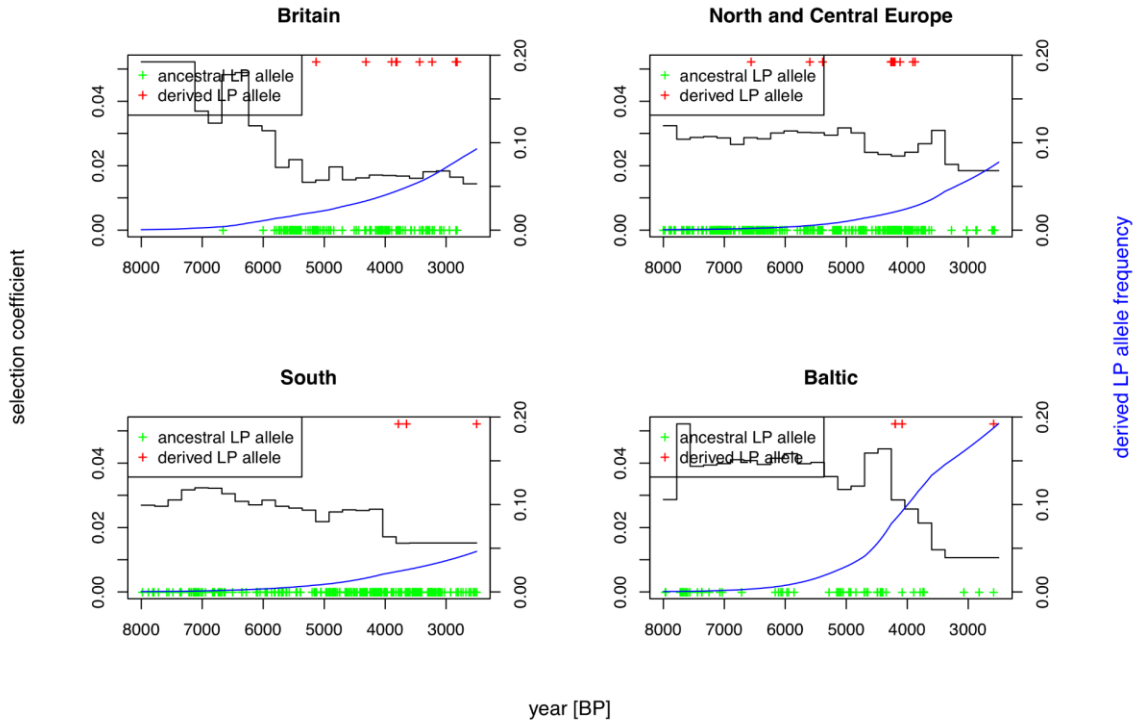 Britain
ancestral LP allele
derived LP allele
0.00 0.02 0.04
0.00 0.10 0.20
8000 7000 6000 5000 4000 3000
North and Central Europe
ancestral LP allele
derived LP allele
0.00 0.02 0.04
0.00 0.10 0.20
8000 7000 6000 5000 4000 3000
selection coefficient
derived LP allele frequency
South
ancestral LP allele
derived LP allele
0.00 0.02 0.04
0.00 0.10 0.20
8000 7000 6000 5000 4000 3000
Baltic
ancestral LP allele
derived LP allele
0.00 0.02 0.04
0.00 0.10 0.20
8000 7000 6000 5000 4000 3000
year [BP]